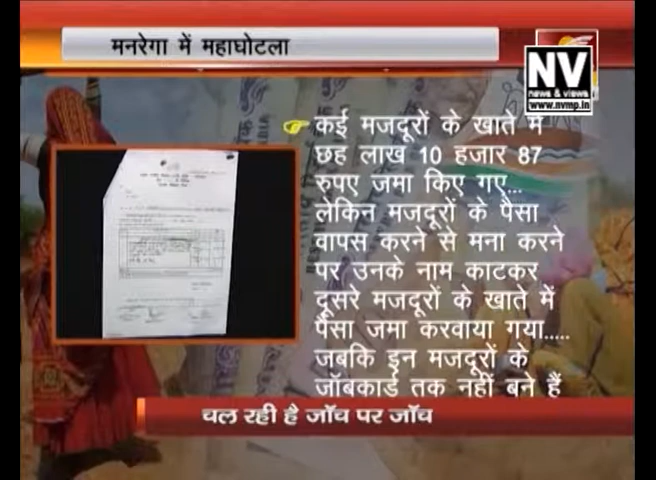 मनरेगा में महाघोटला
NV
news & views
www.nvmp.in
कई मजदूरों के खाते में
छह लाख 10 हजार 87
रुपए जमा किए गए...
लेकिन मजदूरों के पैसा
वापस करने से मना करने
पर उनके नाम काटकर
दूसरे मजदूरों के खाते में
पैसा जमा करवाया गया.....
जबकि इन मजदूरों के
जॉबकार्ड तक नहीं बने हैं
चल रही है जॉच पर जॉच